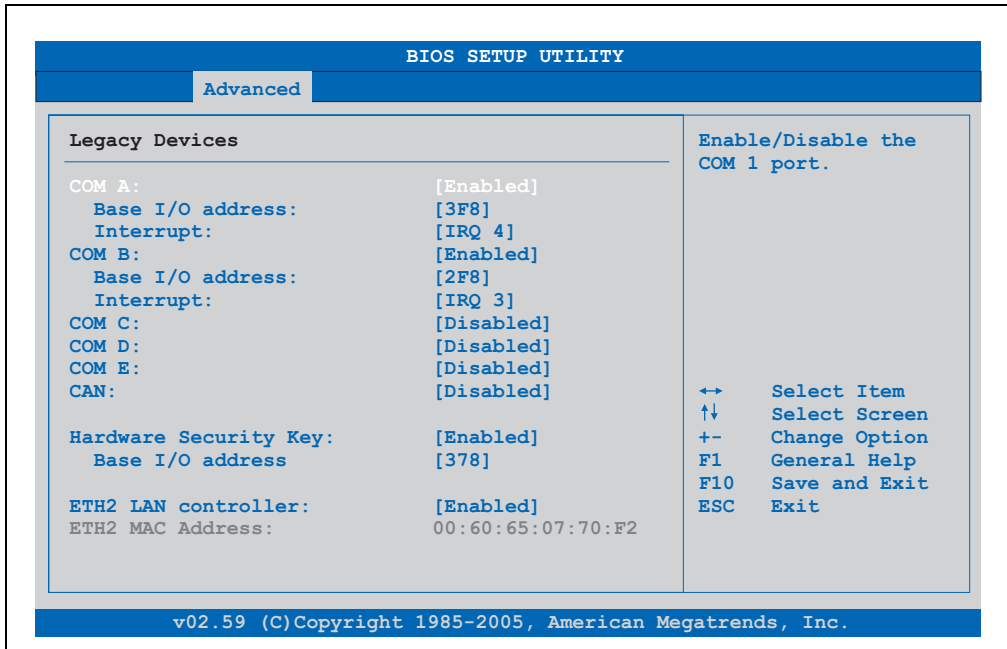 BIOS SETUP UTILITY
Advanced
Legacy Devices
COM A: [Enabled]
Base I/O address: [3F8]
Interrupt: [IRQ 4]
COM B: [Enabled]
Base I/O address: [2F8]
Interrupt: [IRQ 3]
COM C: [Disabled]
COM D: [Disabled]
COM E: [Disabled]
CAN: [Disabled]
Hardware Security Key: [Enabled]
Base I/O address [378]
ETH2 LAN controller: [Enabled]
ETH2 MAC Address: 00:60:65:07:70:F2
Enable/Disable the
COM 1 port.
↔ Select Item
↑↓ Select Screen
+- Change Option
F1 General Help
F10 Save and Exit
ESC Exit
v02.59 (C)Copyright 1985-2005, American Megatrends, Inc.